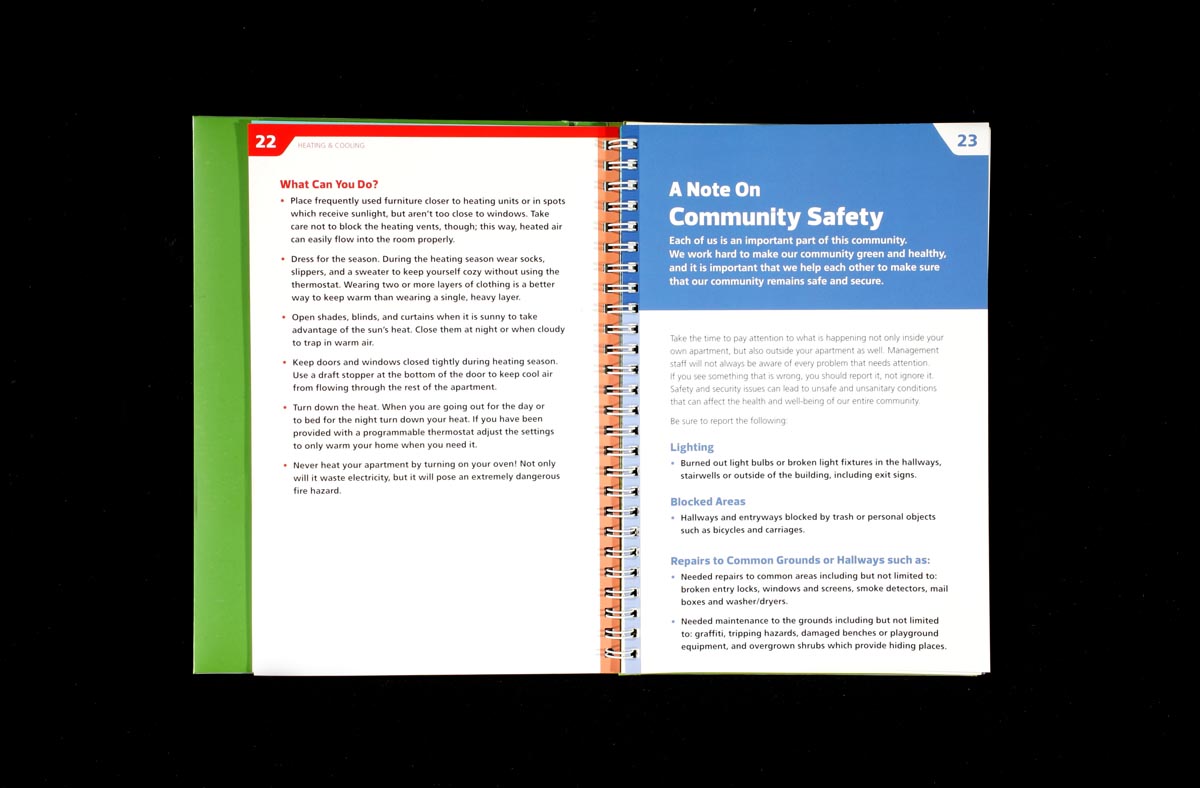 22
HEATING & COOLING
What Can You Do?
• Place frequently used furniture closer to heating units or in spots
which receive sunlight, but aren't too close to windows. Take
care not to block the heating vents, though; this way, heated air
can easily flow into the room properly.
• Dress for the season. During the heating season wear socks,
slippers, and a sweater to keep yourself cozy without using the
thermostat. Wearing two or more layers of clothing is a better
way to keep warm than wearing a single, heavy layer.
• Open shades, blinds, and curtains when it is sunny to take
advantage of the sun's heat. Close them at night or when cloudy
to trap in warm air.
• Keep doors and windows closed tightly during heating season.
Use a draft stopper at the bottom of the door to keep cool air
from flowing through the rest of the apartment.
• Turn down the heat. When you are going out for the day or
to bed for the night turn down your heat. If you have been
provided with a programmable thermostat adjust the settings
to only warm your home when you need it.
• Never heat your apartment by turning on your oven! Not only
will it waste electricity, but it will pose an extremely dangerous
fire hazard.
23
A Note On
Community Safety
Each of us is an important part of this community.
We work hard to make our community green and healthy,
and it is important that we help each other to make sure
that our community remains safe and secure.
Take the time to pay attention to what is happening not only inside your
own apartment, but also outside your apartment as well. Management
staff will not always be aware of every problem that needs attention.
If you see something that is wrong, you should report it, not ignore it.
Safety and security issues can lead to unsafe and unsanitary conditions
that can affect the health and well-being of our entire community.
Be sure to report the following:
Lighting
• Burned out light bulbs or broken light fixtures in the hallways,
stairwells or outside of the building, including exit signs.
Blocked Areas
• Hallways and entryways blocked by trash or personal objects
such as bicycles and carriages.
Repairs to Common Grounds or Hallways such as:
• Needed repairs to common areas including but not limited to:
broken entry locks, windows and screens, smoke detectors, mail
boxes and washer/dryers.
• Needed maintenance to the grounds including but not limited
to: graffiti, tripping hazards, damaged benches or playground
equipment, and overgrown shrubs which provide hiding places.